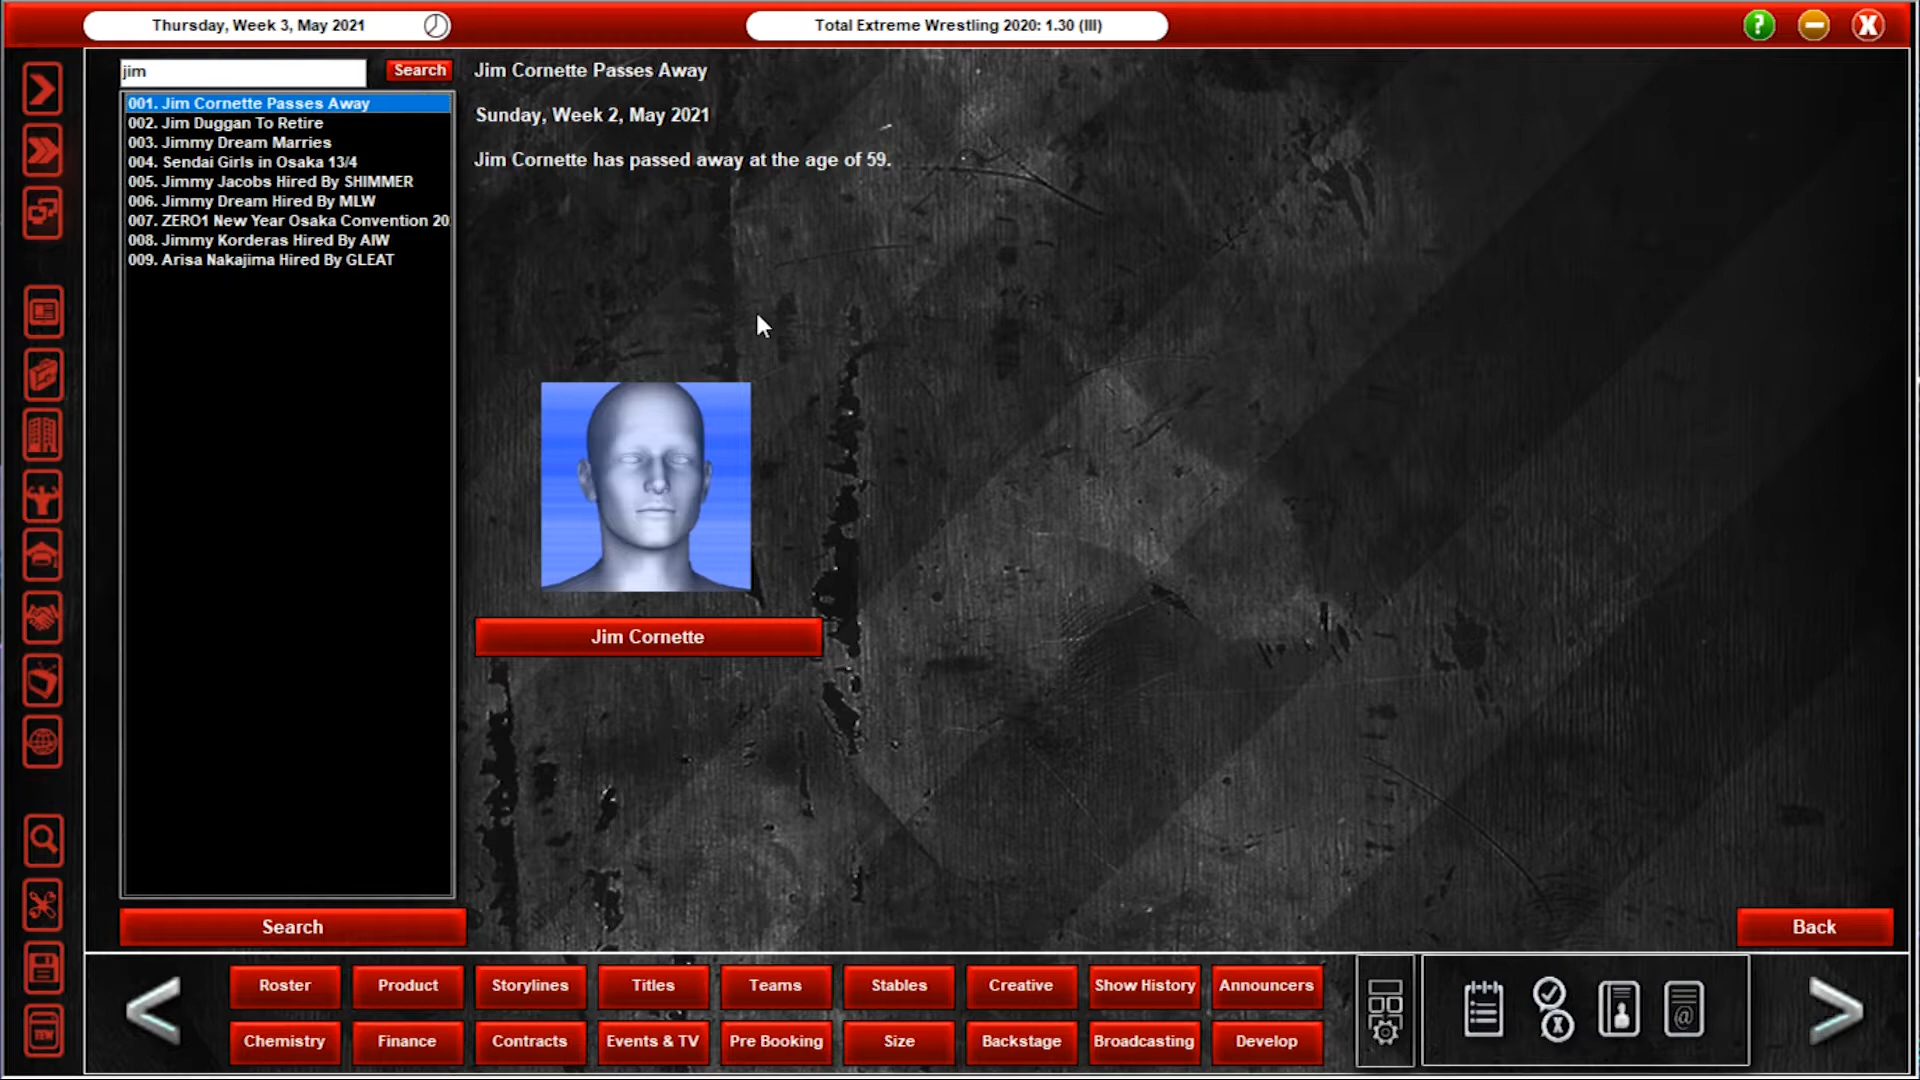 Thursday, Week 3, May 2021
Total Extreme Wrestling 2020: 1.30 (III)
?
X
jim
Search
001. Jim Cornette Passes Away
002. Jim Duggan To Retire
003. Jimmy Dream Marries
004. Sendai Girls in Osaka 13/4
005. Jimmy Jacobs Hired By SHIMMER
006. Jimmy Dream Hired By MLW
007. ZERO1 New Year Osaka Convention 20
008. Jimmy Korderas Hired By AIW
009. Arisa Nakajima Hired By GLEAT
Jim Cornette Passes Away
Sunday, Week 2, May 2021
Jim Cornette has passed away at the age of 59.
Jim Cornette
Search
Back
Roster
Product
Storylines
Titles
Teams
Stables
Creative
Show History
Announcers
Chemistry
Finance
Contracts
Events & TV
Pre Booking
Size
Backstage
Broadcasting
Develop